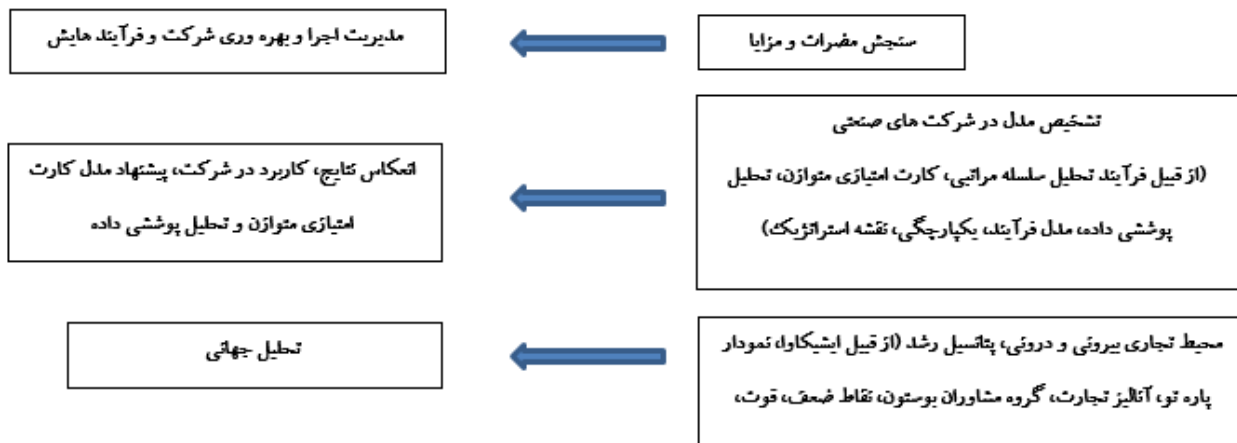 سنجش مضرات و مزایا
مدیریت اجرا و بهره وری شرکت و فرآیند هایش
تشخیص مدل در شرکت های صنعتی
(از قبیل فرآیند تحلیل سلسله مراتبی، کارت امتیازی متوازن، تحلیل
پوششی داده، مدل فرآیند، یکپارچگی، نقشه استراتژیک)
انعکاس نتایج، کاربرد در شرکت، پیشنهاد مدل کارت
امتیازی متوازن و تحلیل پوششی داده
محیط تجاری بیرونی و درونی، پتانسیل رشد (از قبیل ایشیکاوا، نمودار
پاره تو، آنالیز تجارت، گروه مشاوران بوستون، نقاط ضعف، قوت،
تحلیل جهانی